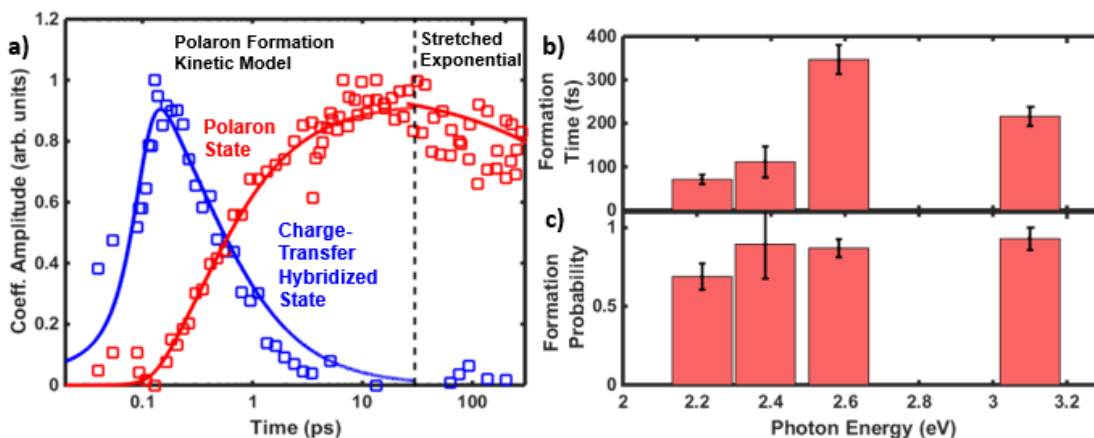 a)
Polaron Formation
Kinetic Model
Stretched
Exponential
Polaron
State
Charge-
Transfer
Hybridized
State
Coeff. Amplitude (arb. units)
1.2
1
0.8
0.6
0.4
0.2
0
0.1
1
10
100
Time (ps)
b)
Formation
Time (fs)
400
300
200
100
0
c)
Formation
Probability
1
0.5
0
2
2.2
2.4
2.6
2.8
3
3.2
Photon Energy (eV)